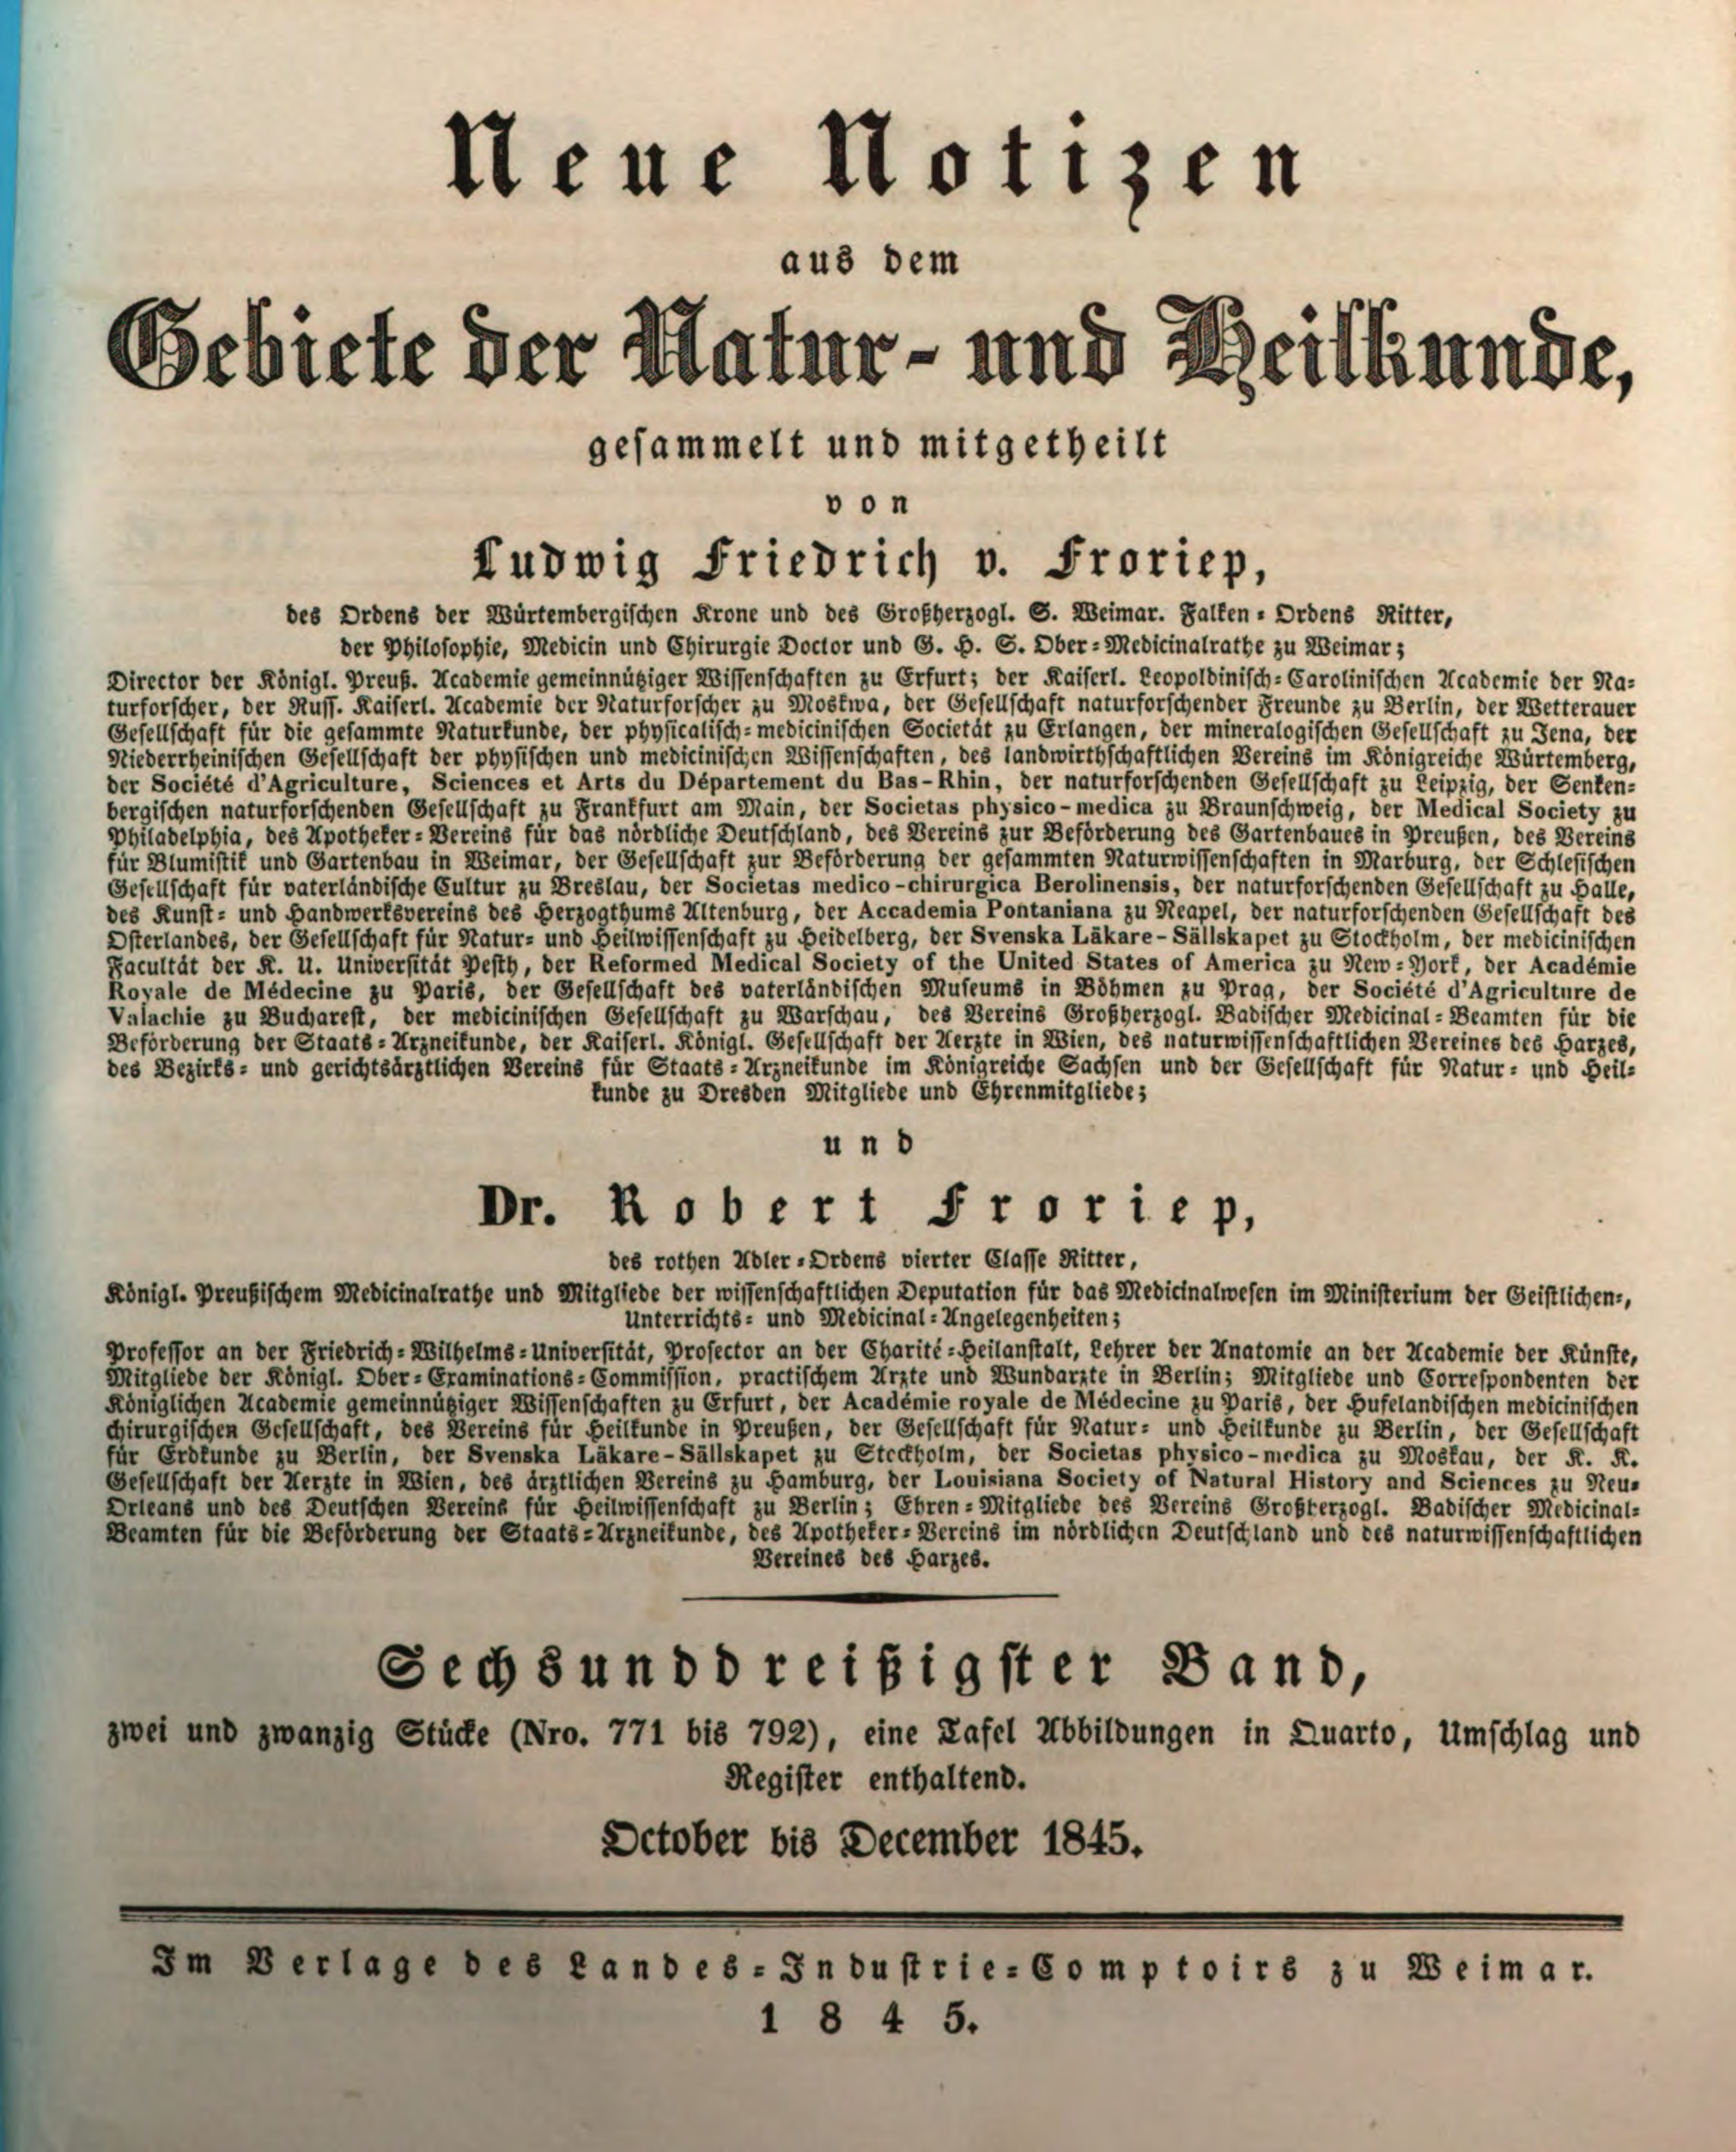 Neue Notizen
aus dem
Gebiete der Natur- und Heilkunde,
gesammelt und mitgetheilt
von
Ludwig Friedrich v. Froriep,
des Ordens der Würtembergischen Krone und des Großherzogl. S. Weimar. Falken-Ordens Ritter,
der Philosophie, Medicin und Chirurgie Doctor und G. H. S. Ober-Medicinalrathe zu Weimar;
Director der Königl. Preuß. Academie gemeinnütziger Wissenschaften zu Erfurt; der Kaiserl. Leopoldinisch-Carolinischen Academie der Na-
turforscher, der Russ. Kaiserl. Academie der Naturforscher zu Moskwa, der Gesellschaft naturforschender Freunde zu Berlin, der Wetterauer
Gesellschaft für die gesammte Naturkunde, der physicalisch-medicinischen Societät zu Erlangen, der mineralogischen Gesellschaft zu Jena, der
Niederrheinischen Gesellschaft der physischen und medicinischen Wissenschaften, des landwirthschaftlichen Vereins im Königreiche Würtemberg,
der Société d'Agriculture, Sciences et Arts du Département du Bas-Rhin, der naturforschenden Gesellschaft zu Leipzig, der Senken-
bergischen naturforschenden Gesellschaft zu Frankfurt am Main, der Societas physico-medica zu Braunschweig, der Medical Society zu
Philadelphia, des Apotheker-Vereins für das nördliche Deutschland, des Vereins zur Beförderung des Gartenbaues in Preußen, des Vereins
für Blumistik und Gartenbau in Weimar, der Gesellschaft zur Beförderung der gesammten Naturwissenschaften in Marburg, der Schlesischen
Gesellschaft für vaterländische Cultur zu Breslau, der Societas medico-chirurgica Berolinensis, der naturforschenden Gesellschaft zu Halle,
des Kunst- und Handwerksvereins des Herzogthums Altenburg, der Accademia Pontaniana zu Neapel, der naturforschenden Gesellschaft des
Osterlandes, der Gesellschaft für Natur- und Heilwissenschaft zu Heidelberg, der Svenska Läkare-Sällskapet zu Stockholm, der medicinischen
Facultät der K. U. Universität Pesth, der Reformed Medical Society of the United States of America zu New-York, der Académie
Royale de Médecine zu Paris, der Gesellschaft des vaterländischen Museums in Böhmen zu Prag, der Société d'Agriculture de
Valachie zu Bucharest, der medicinischen Gesellschaft zu Warschau, des Vereins Großherzogl. Badischer Medicinal-Beamten für die
Beförderung der Staats-Arzneikunde, der Kaiserl. Königl. Gesellschaft der Aerzte in Wien, des naturwissenschaftlichen Vereines des Harzes,
des Bezirks- und gerichtsärztlichen Vereins für Staats-Arzneikunde im Königreiche Sachsen und der Gesellschaft für Natur- und Heil-
kunde zu Dresden Mitgliede und Ehrenmitgliede;
und
Dr. Robert Froriep,
des rothen Adler-Ordens vierter Classe Ritter,
Königl. Preußischem Medicinalrathe und Mitgliede der wissenschaftlichen Deputation für das Medicinalwesen im Ministerium der Geistlichen-,
Unterrichts- und Medicinal-Angelegenheiten;
Professor an der Friedrich-Wilhelms-Universität, Prosector an der Charité-Heilanstalt, Lehrer der Anatomie an der Academie der Künste,
Mitgliede der Königl. Ober-Examinations-Commission, practischem Arzte und Wundarzte in Berlin; Mitgliede und Correspondenten der
Königlichen Academie gemeinnütziger Wissenschaften zu Erfurt, der Académie royale de Médecine zu Paris, der Hufelandischen medicinischen
chirurgischen Gesellschaft, des Vereins für Heilkunde in Preußen, der Gesellschaft für Natur- und Heilkunde zu Berlin, der Gesellschaft
für Erdkunde zu Berlin, der Svenska Läkare-Sällskapet zu Stockholm, der Societas physico-medica zu Moskau, der K. K.
Gesellschaft der Aerzte in Wien, des ärztlichen Vereins zu Hamburg, der Louisiana Society of Natural History and Sciences zu Neu-
Orleans und des Deutschen Vereins für Heilwissenschaft zu Berlin; Ehren-Mitgliede des Vereins Großherzogl. Badischer Medicinal-
Beamten für die Beförderung der Staats-Arzneikunde, des Apotheker-Vereins im nördlichen Deutschland und des naturwissenschaftlichen
Vereines des Harzes.
Sechsunddreißigster Band,
zwei und zwanzig Stücke (Nro. 771 bis 792), eine Tafel Abbildungen in Quarto, Umschlag und
Register enthaltend.
October bis December 1845.
Im Verlage des Landes-Industrie-Comptoirs zu Weimar.
1845.